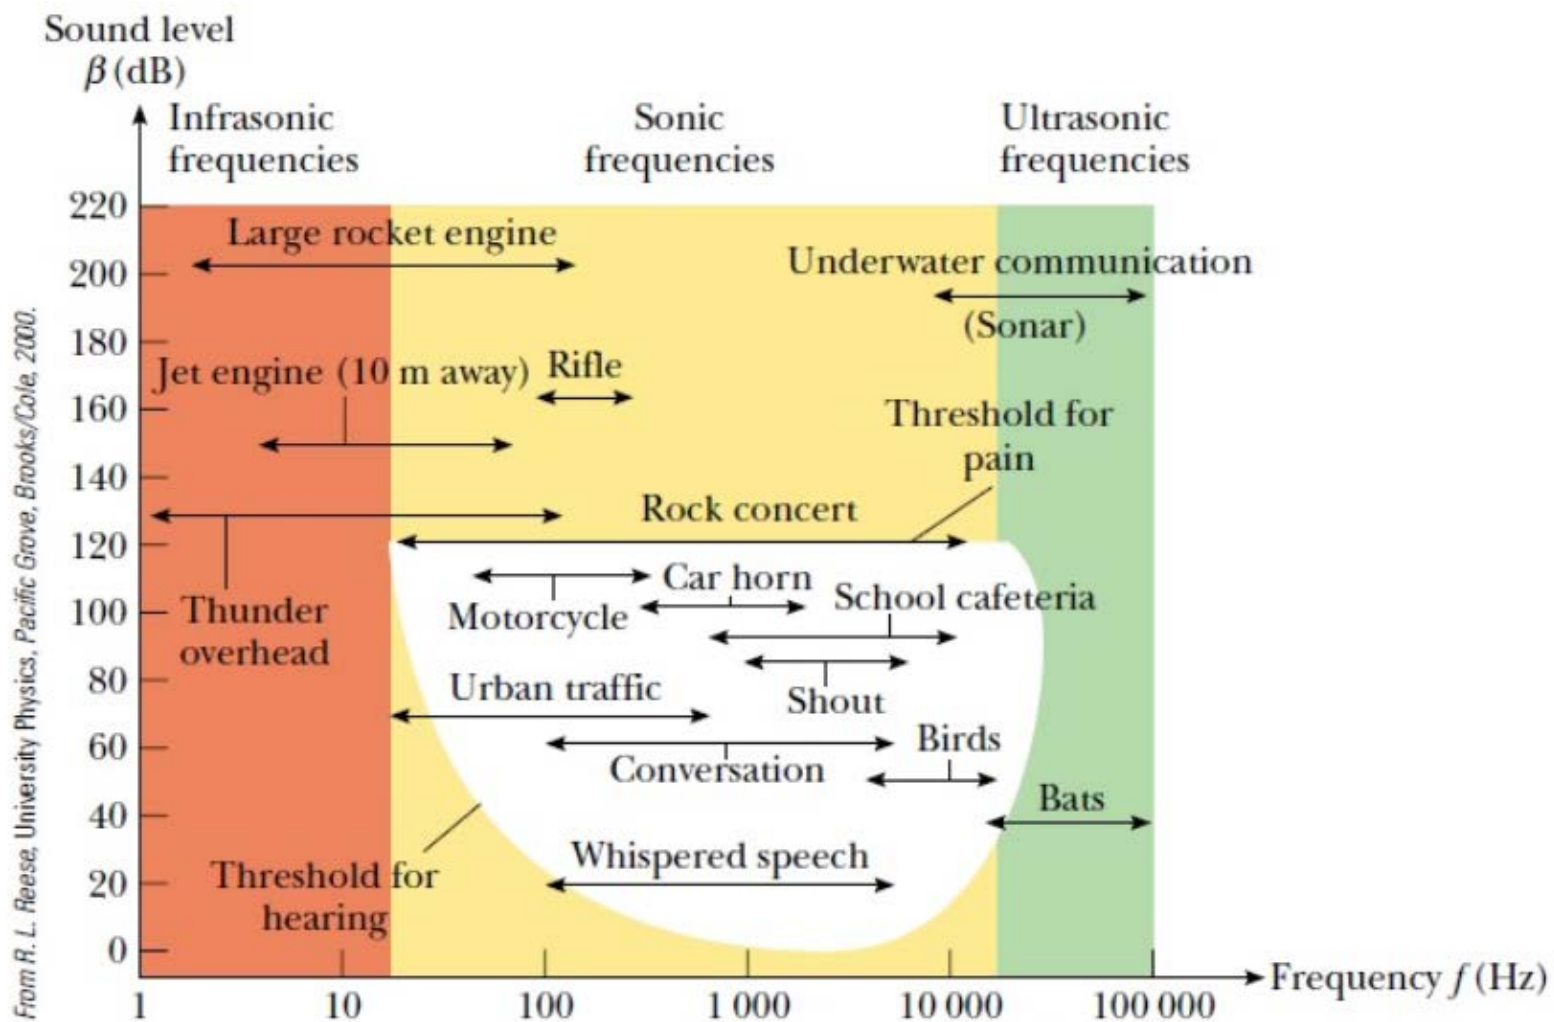 Sound level
β (dB)
Infrasonic
frequencies
Sonic
frequencies
Ultrasonic
frequencies
220
Large rocket engine
Underwater communication
200
(Sonar)
180
Jet engine (10 m away)
Rifle
160
Threshold for
pain
140
Rock concert
120
Car horn
School cafeteria
100
Thunder
overhead
Motorcycle
80
Urban traffic
Shout
60
Birds
Conversation
40
Bats
Whispered speech
20
Threshold for
hearing
0
Frequency f (Hz)
1
10
100
1 000
10 000
100 000
From R. L. Reese, University Physics, Pacific Grove, Brooks/Cole, 2000.